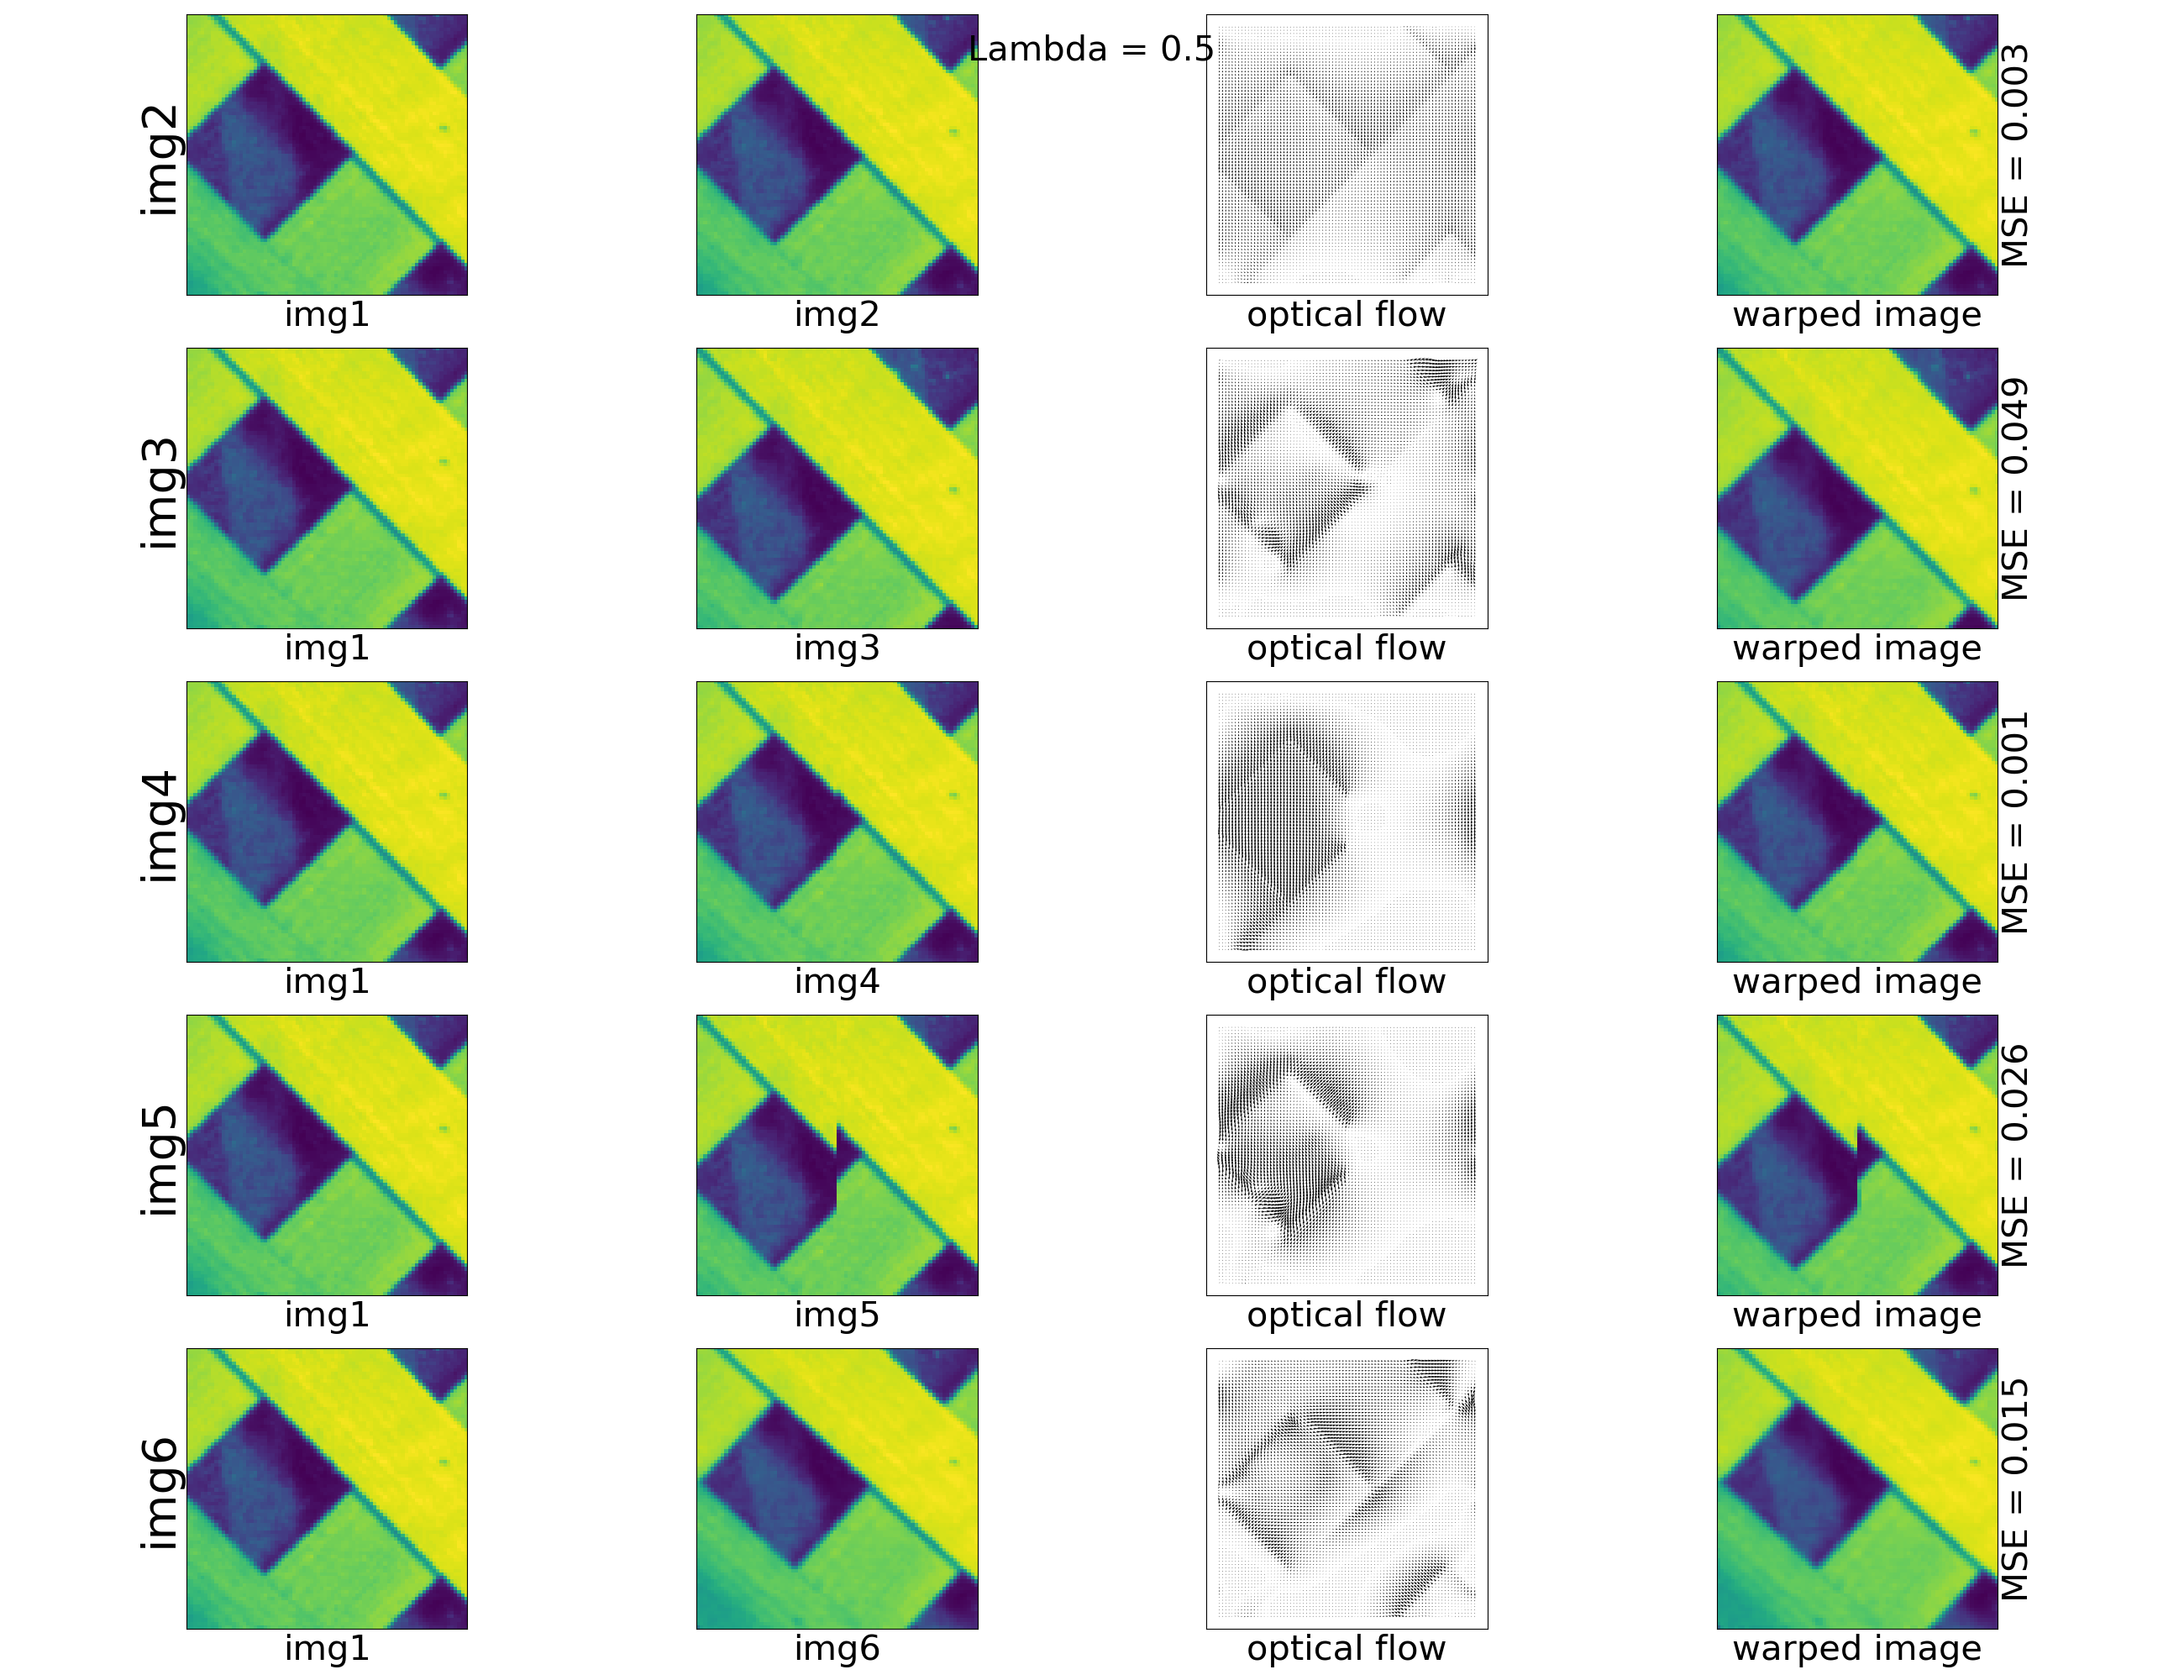 Lambda = 0.5
img2
img1
img2
optical flow
warped image
MSE = 0.003
img3
img1
img3
optical flow
warped image
MSE = 0.049
img4
img1
img4
optical flow
warped image
MSE = 0.001
img5
img1
img5
optical flow
warped image
MSE = 0.026
img6
img1
img6
optical flow
warped image
MSE = 0.015